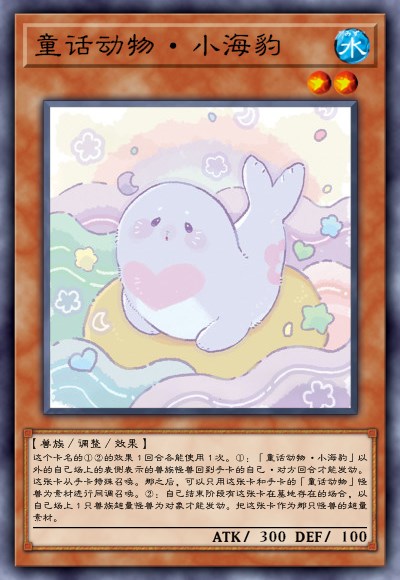 童话动物·小海豹
水
【兽族／调整／效果】
这个卡名的①②的效果1回合各能使用1次。①：「童话动物·小海豹」以
外的自己场上的表侧表示的兽族怪兽回到手卡的自己·对方回合才能发动。
这张卡从手卡特殊召唤。那之后，可以只用这张卡和手卡的「童话动物」怪
兽为素材进行同调召唤。②：自己结束阶段有这张卡在墓地存在的场合，以
自己场上1只兽族超量怪兽为对象才能发动。把这张卡作为那只怪兽的超量
素材。
ATK/ 300 DEF/ 100